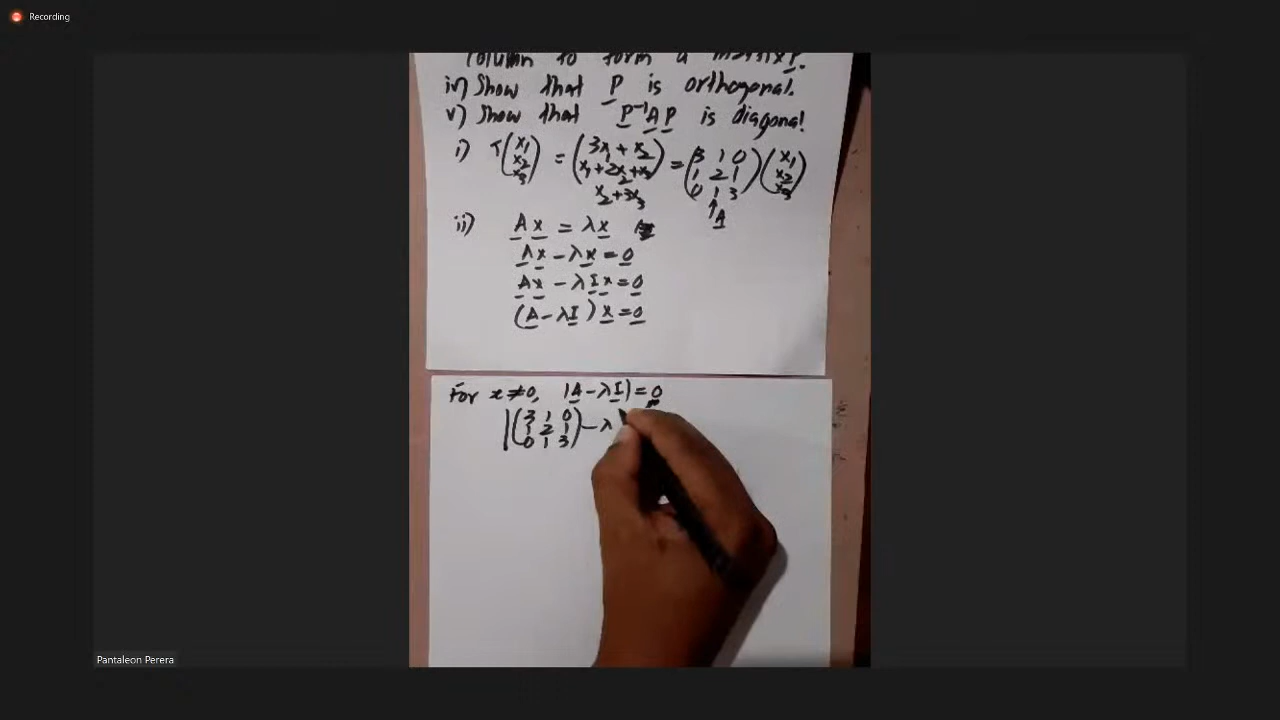 Recording
column to form a matrix P.
iv) Show that P is orthogonal.
v) Show that P⁻¹AP is diagonal
i) T(x₁ x₂ x₃) = (3x₁ + x₂ x₁+2x₂+x₃ x₂+3x₃) = (3 1 0 1 2 1 0 1 3)(x₁ x₂ x₃)
↑A
ii) Ax = λx
Ax - λx = 0
Ax - λIx = 0
(A - λI)x = 0
For x ≠ 0, |A - λI| = 0
|(3 1 0 1 2 1 0 1 3) - λ
Pantaleon Perera